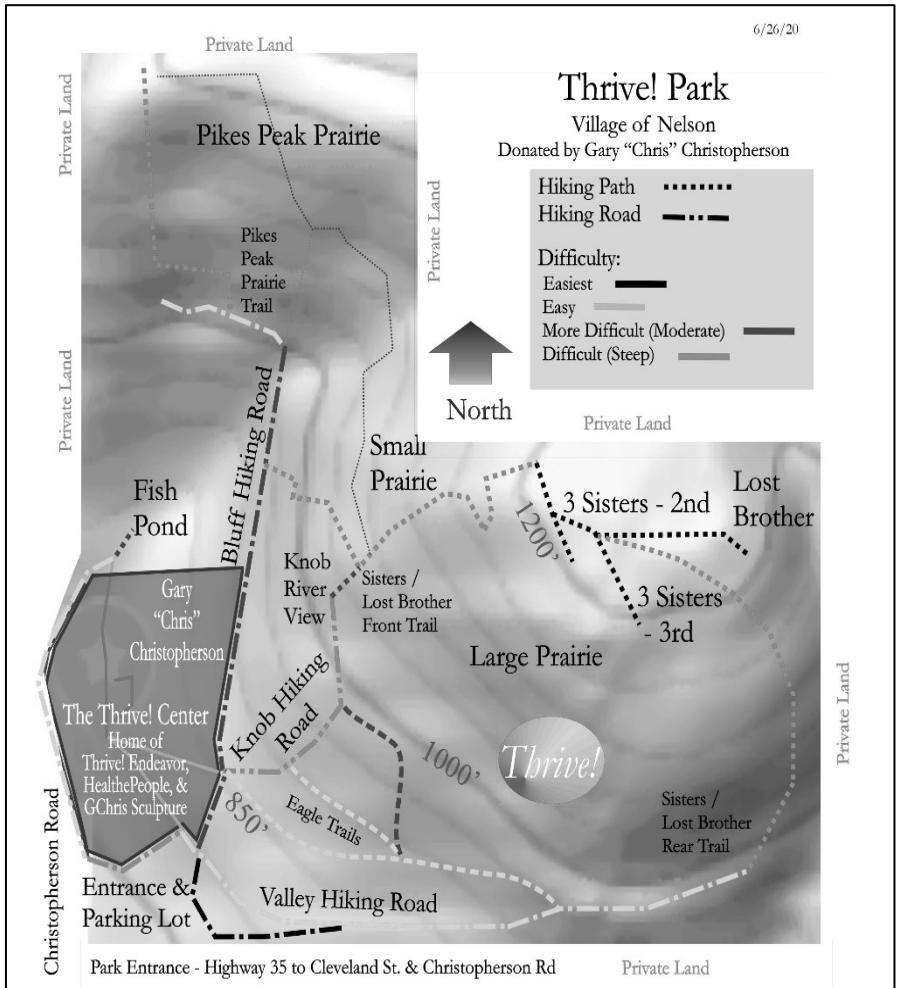 6/26/20
Private Land
Thrive! Park
Village of Nelson
Donated by Gary “Chris” Christopherson
Private Land
Pikes Peak Prairie
Hiking Path
Hiking Road
Private Land
Difficulty:
Easiest
Easy
More Difficult (Moderate)
Difficult (Steep)
Pikes
Peak
Prairie
Trail
North
Private Land
Private Land
Bluff Hiking Road
Small
Prairie
Fish
Pond
1200’
3 Sisters - 2nd
Lost
Brother
Knob
River
View
Sisters /
Lost Brother
Front Trail
3 Sisters
- 3rd
Gary
“Chris”
Christopherson
Large Prairie
Private Land
The Thrive! Center
Home of
Thrive! Endeavor,
HealthePeople, &
GChris Sculpture
Knob Hiking
Road
1000’
Thrive!
850’
Eagle Trails
Sisters /
Lost Brother
Rear Trail
Christopherson Road
Entrance &
Parking Lot
Valley Hiking Road
Park Entrance - Highway 35 to Cleveland St. & Christopherson Rd
Private Land